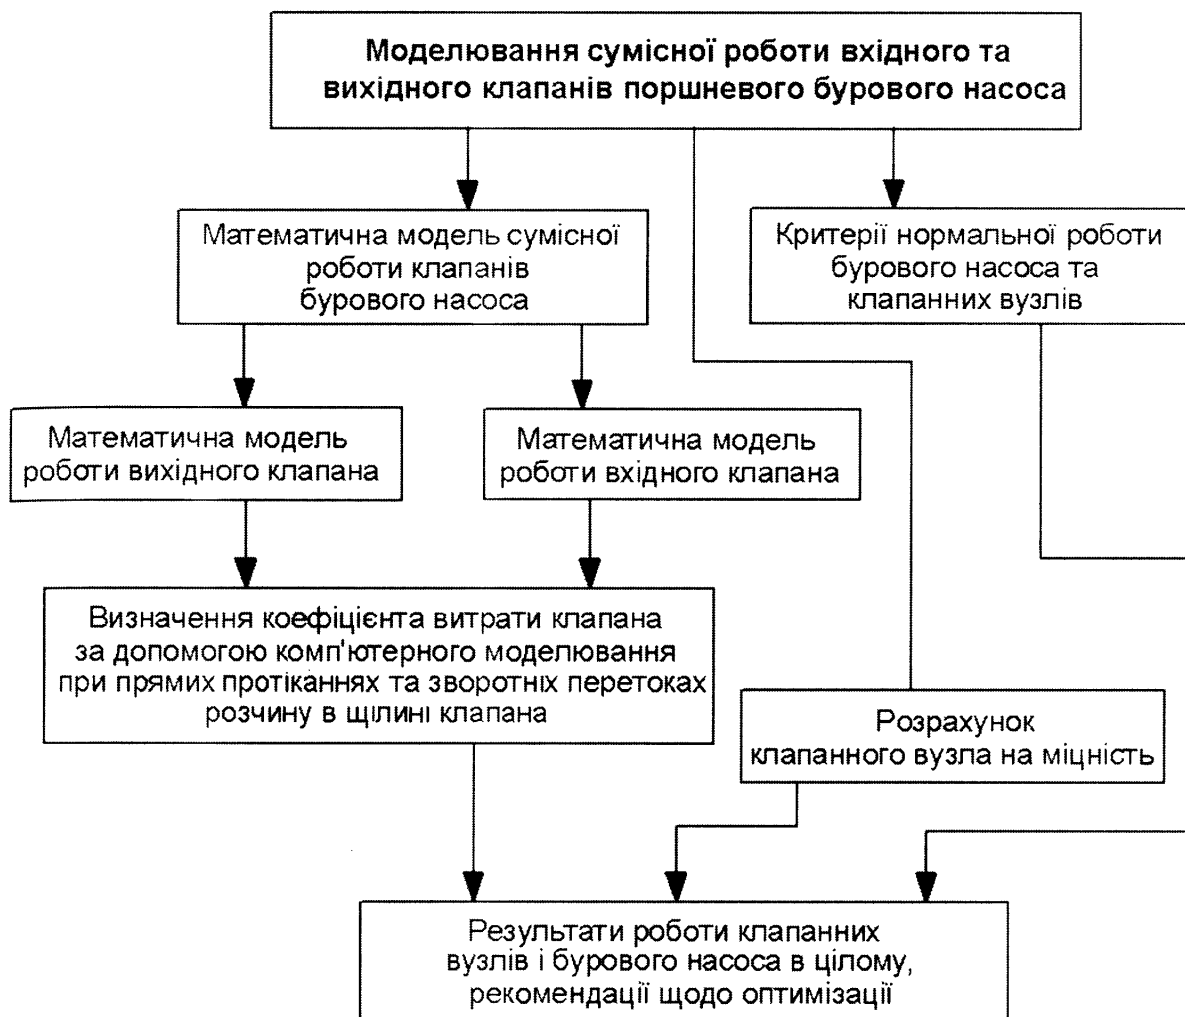 Моделювання сумісної роботи вхідного та
вихідного клапанів поршневого бурового насоса
Математична модель сумісної
роботи клапанів
бурового насоса
Критерії нормальної роботи
бурового насоса та
клапанних вузлів
Математична модель
роботи вихідного клапана
Математична модель
роботи вхідного клапана
Визначення коефіцієнта витрати клапана
за допомогою комп'ютерного моделювання
при прямих протіканнях та зворотніх перетоках
розчину в щілині клапана
Розрахунок
клапанного вузла на міцність
Результати роботи клапанних
вузлів і бурового насоса в цілому,
рекомендації щодо оптимізації